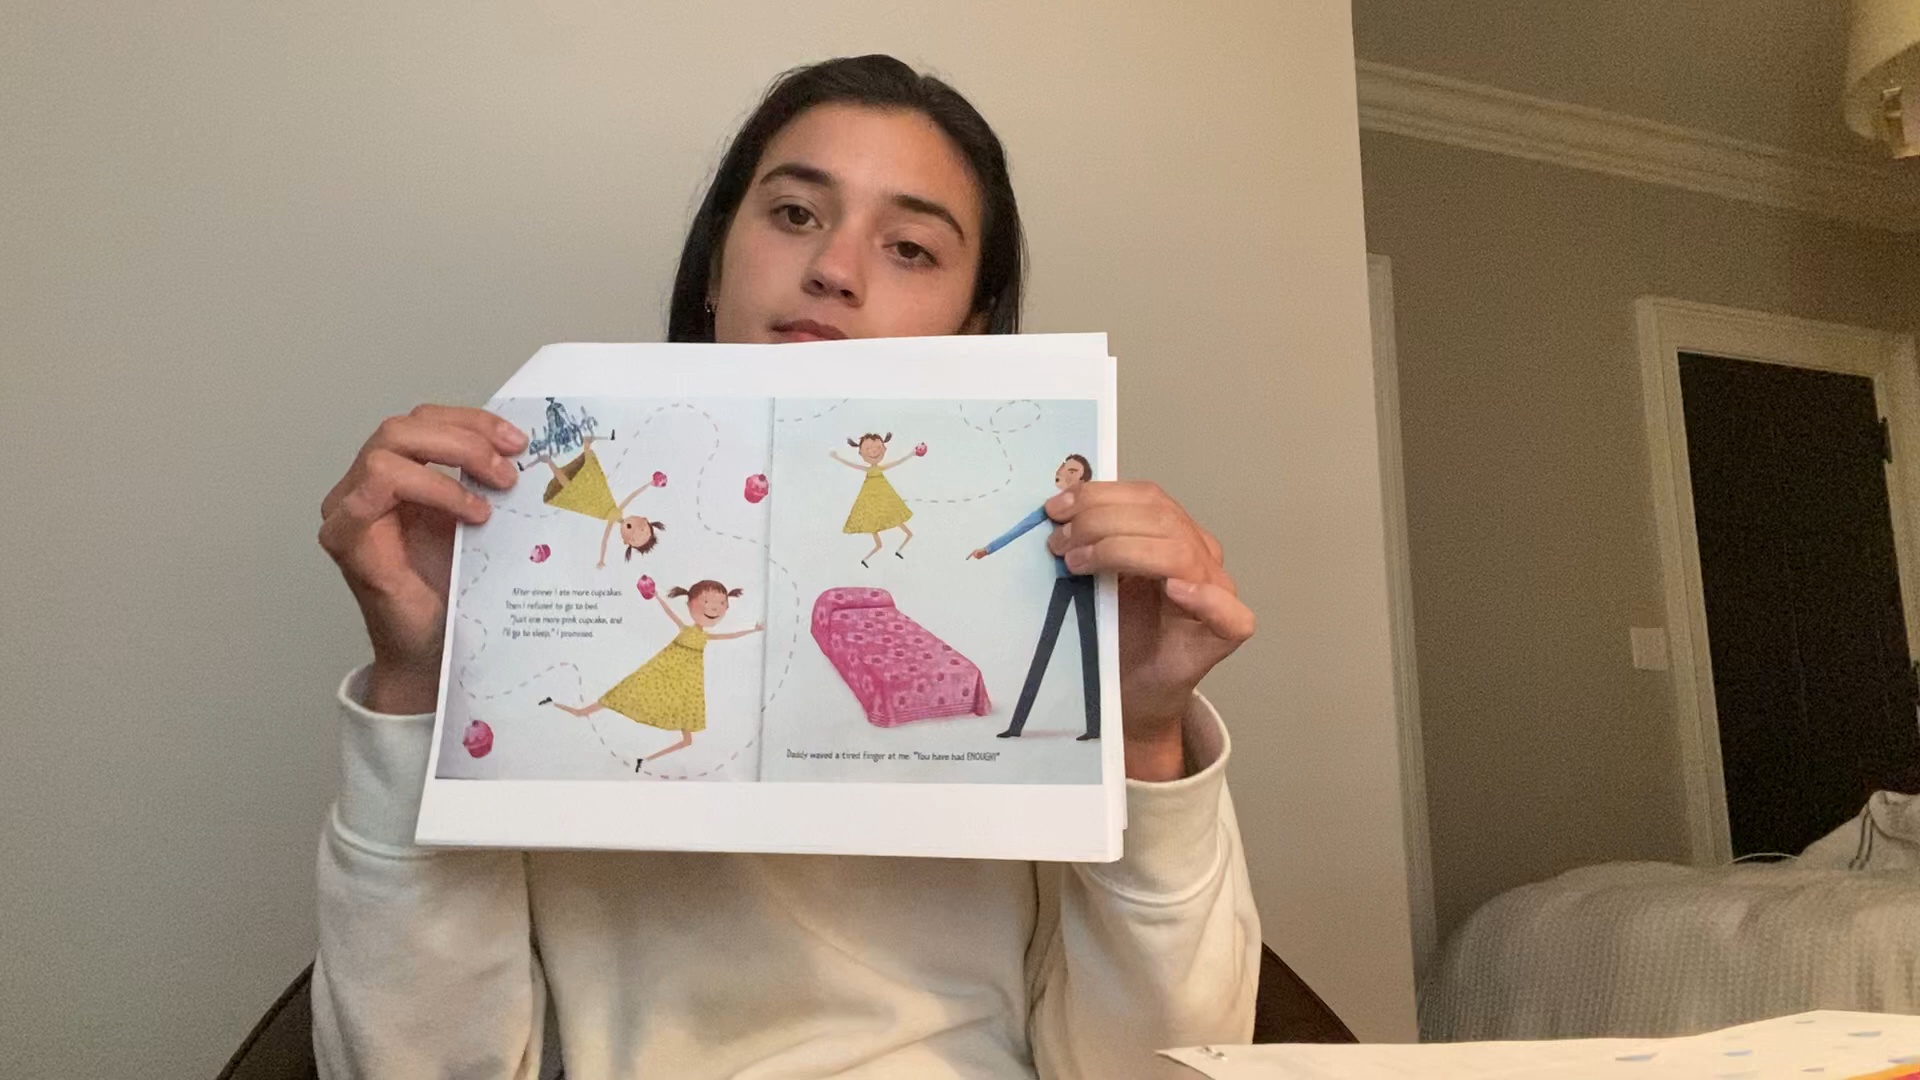 After dinner I ate more cupcakes.
Then I refused to go to bed.
"Just one more pink cupcake, and
I'll go to sleep," I promised.
Daddy waved a tired finger at me. "You have had ENOUGH!"